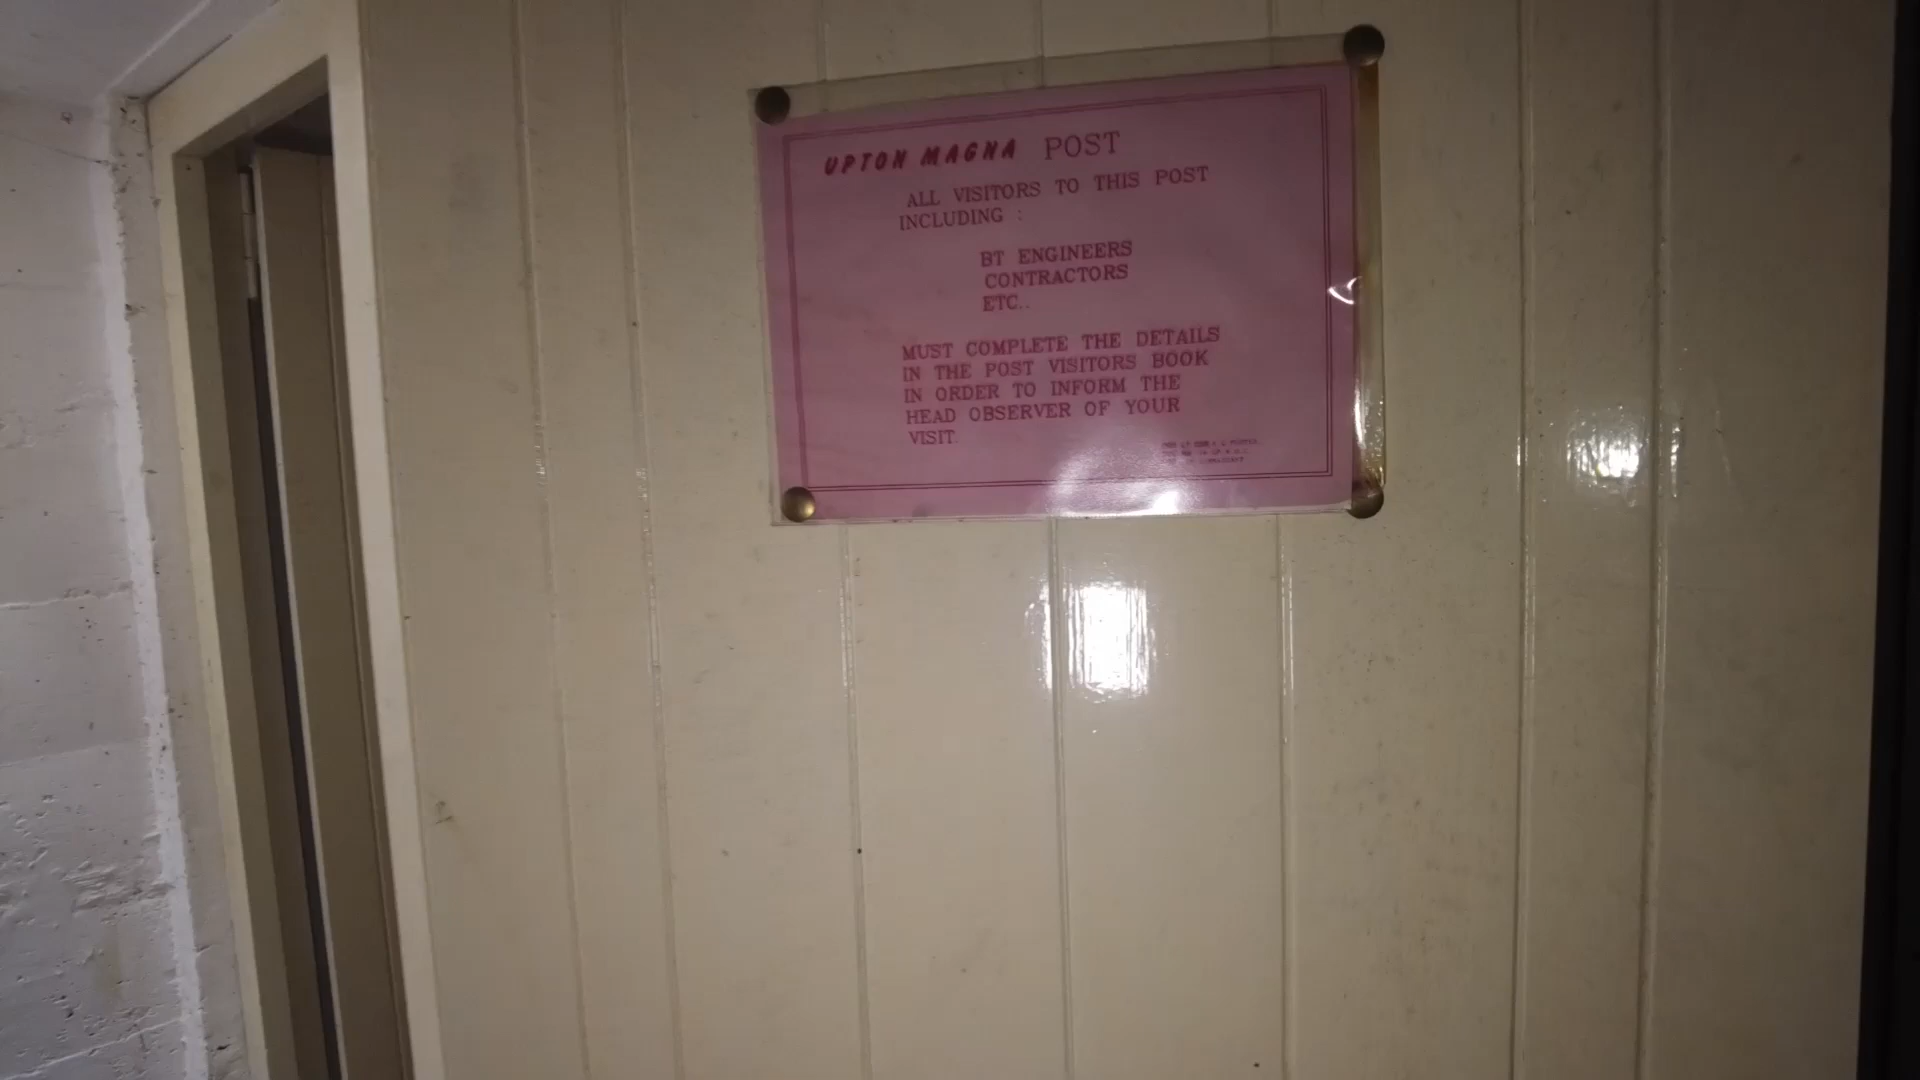 UPTON MAGNA POST
ALL VISITORS TO THIS POST
INCLUDING :
BT ENGINEERS
CONTRACTORS
ETC..
MUST COMPLETE THE DETAILS
IN THE POST VISITORS BOOK
IN ORDER TO INFORM THE
HEAD OBSERVER OF YOUR
VISIT.